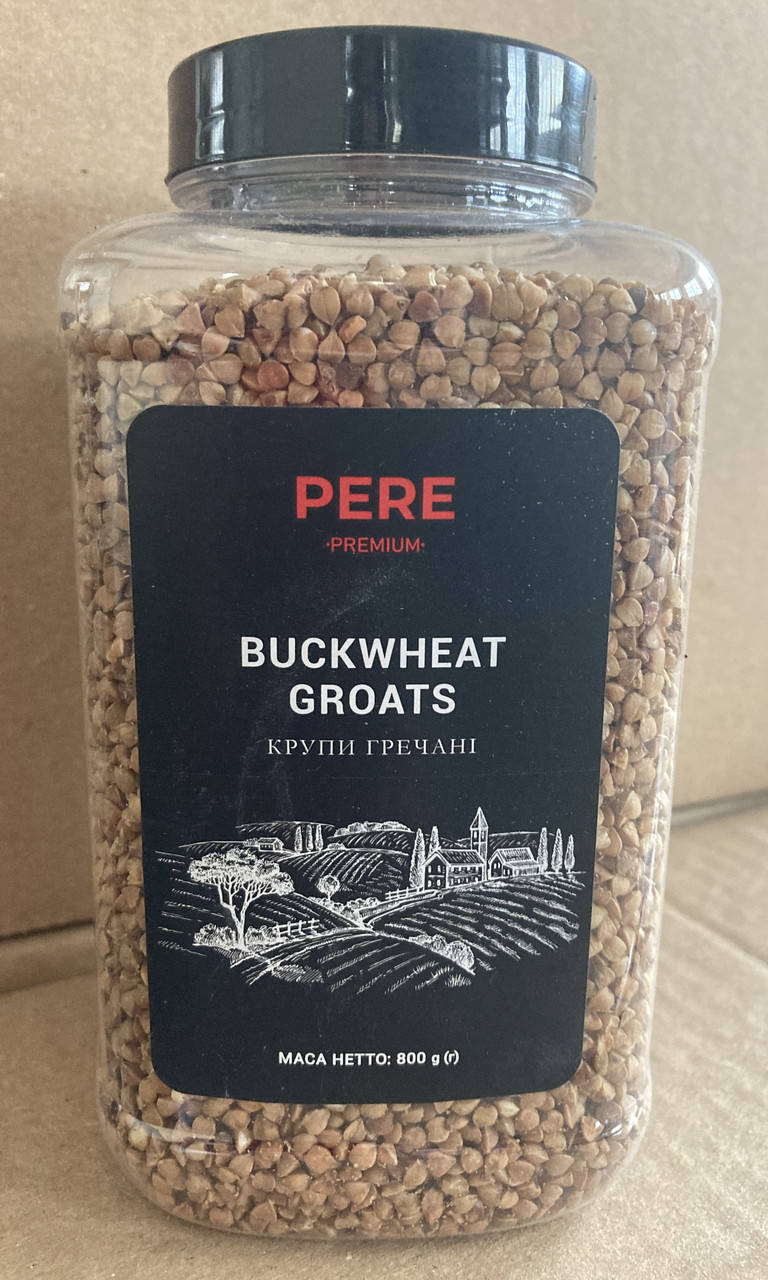 PERE
·PREMIUM·
BUCKWHEAT
GROATS
КРУПИ ГРЕЧАНІ
МАСА НЕТТО: 800 g (г)